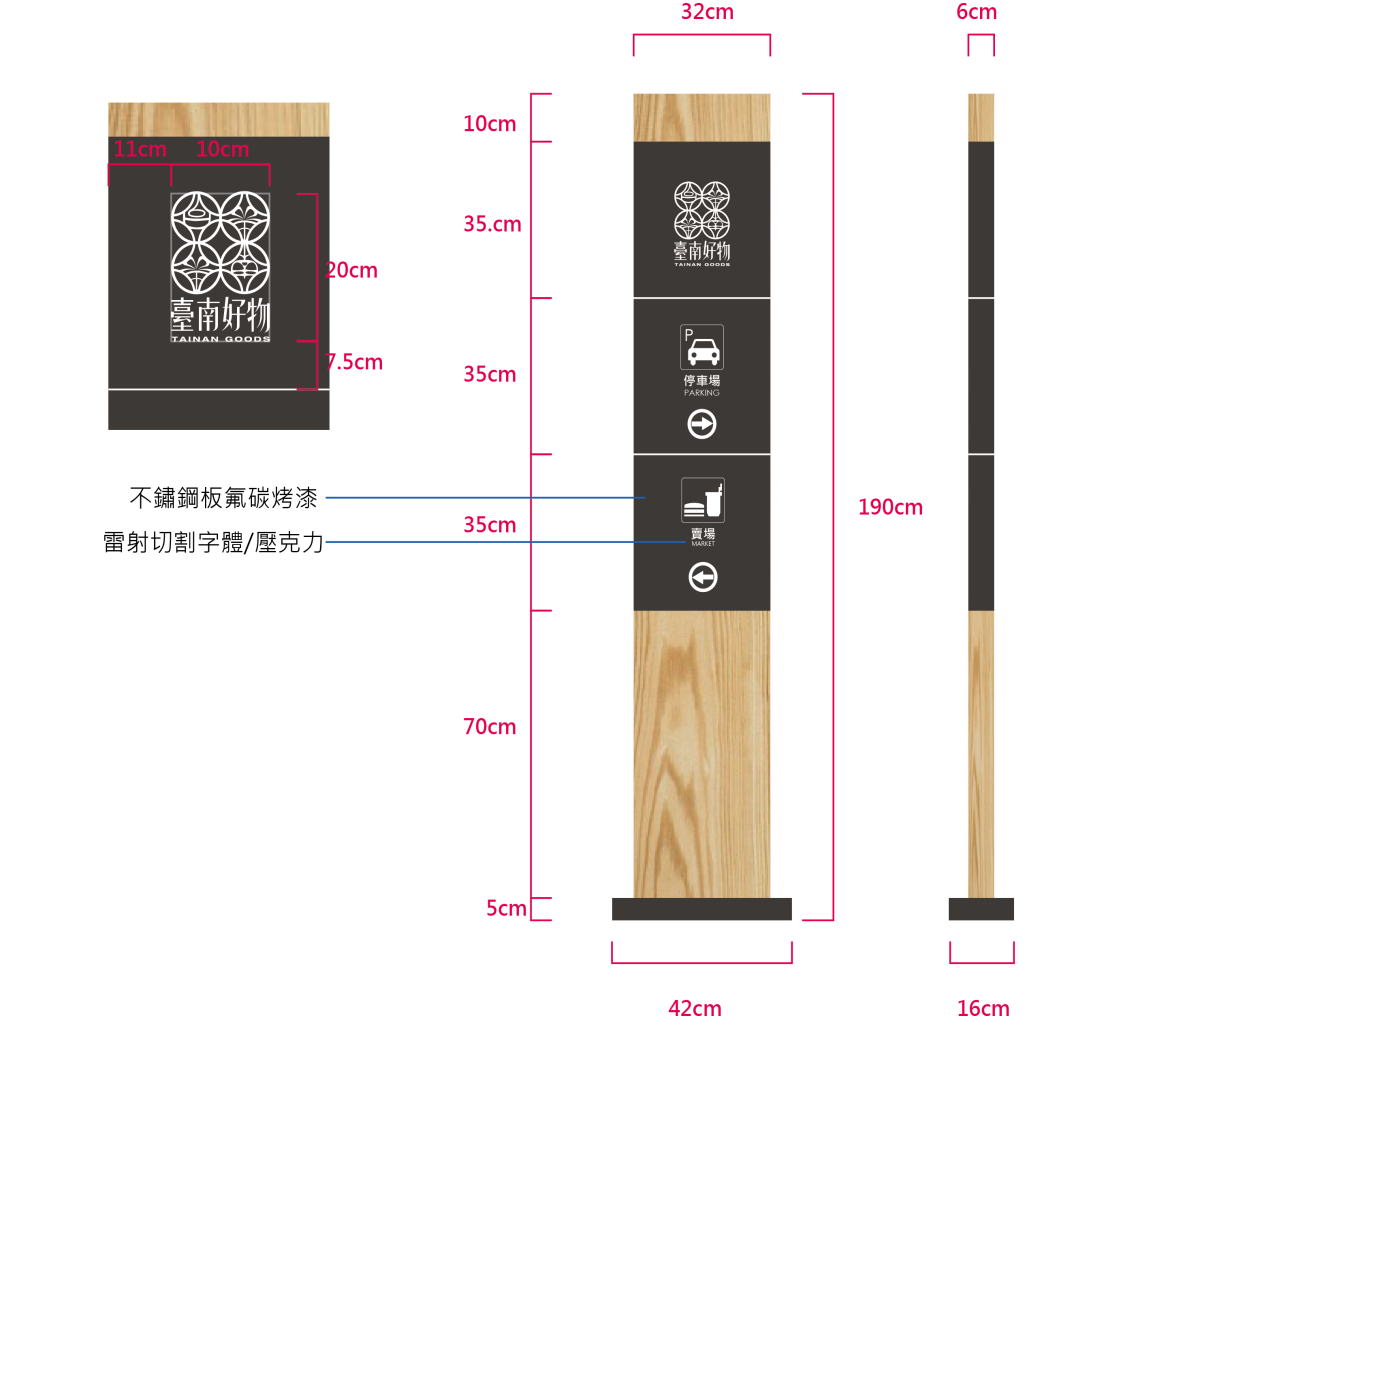 32cm
6cm
10cm
11cm
10cm
臺南好物
TAINAN GOODS
20cm
7.5cm
35.cm
臺南好物
TAINAN GOODS
P
停車場
PARKING
35cm
不鏽鋼板氟碳烤漆
雷射切割字體/壓克力
35cm
賣場
MARKET
190cm
70cm
5cm
42cm
16cm